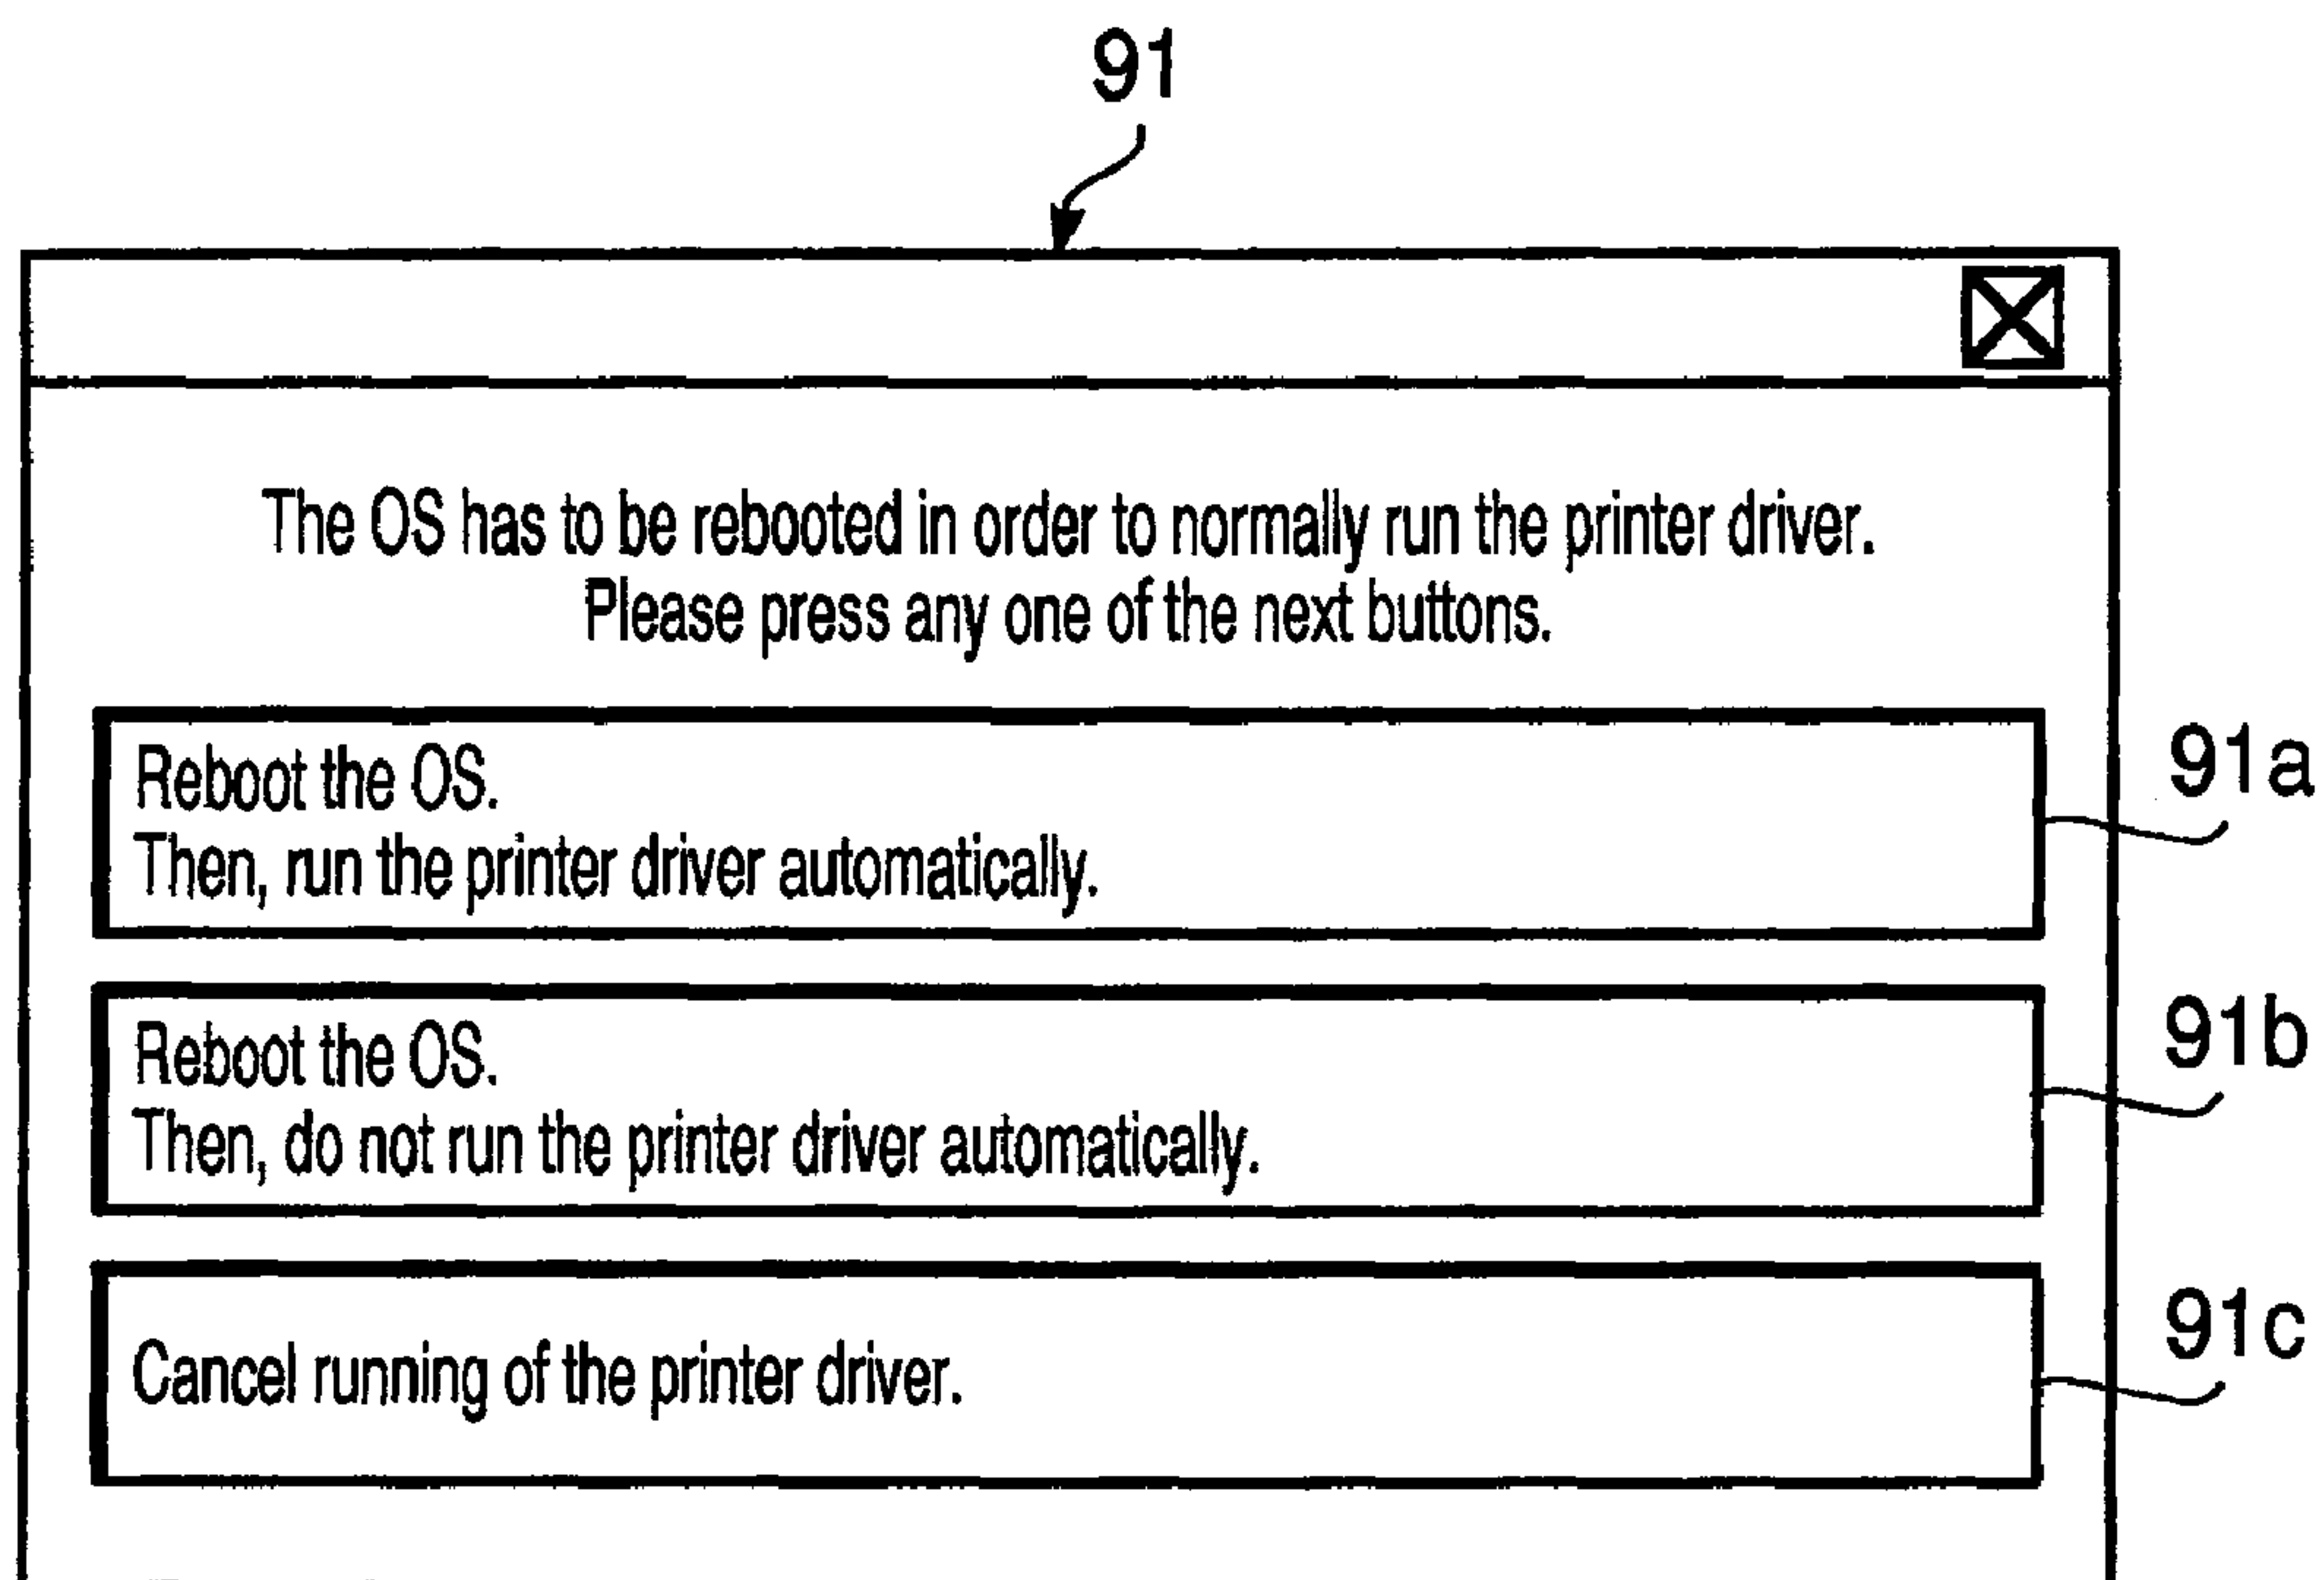 91
The OS has to be rebooted in order to normally run the printer driver.
Please press any one of the next buttons.
Reboot the OS.
Then, run the printer driver automatically.
91a
Reboot the OS.
Then, do not run the printer driver automatically.
91b
Cancel running of the printer driver.
91c